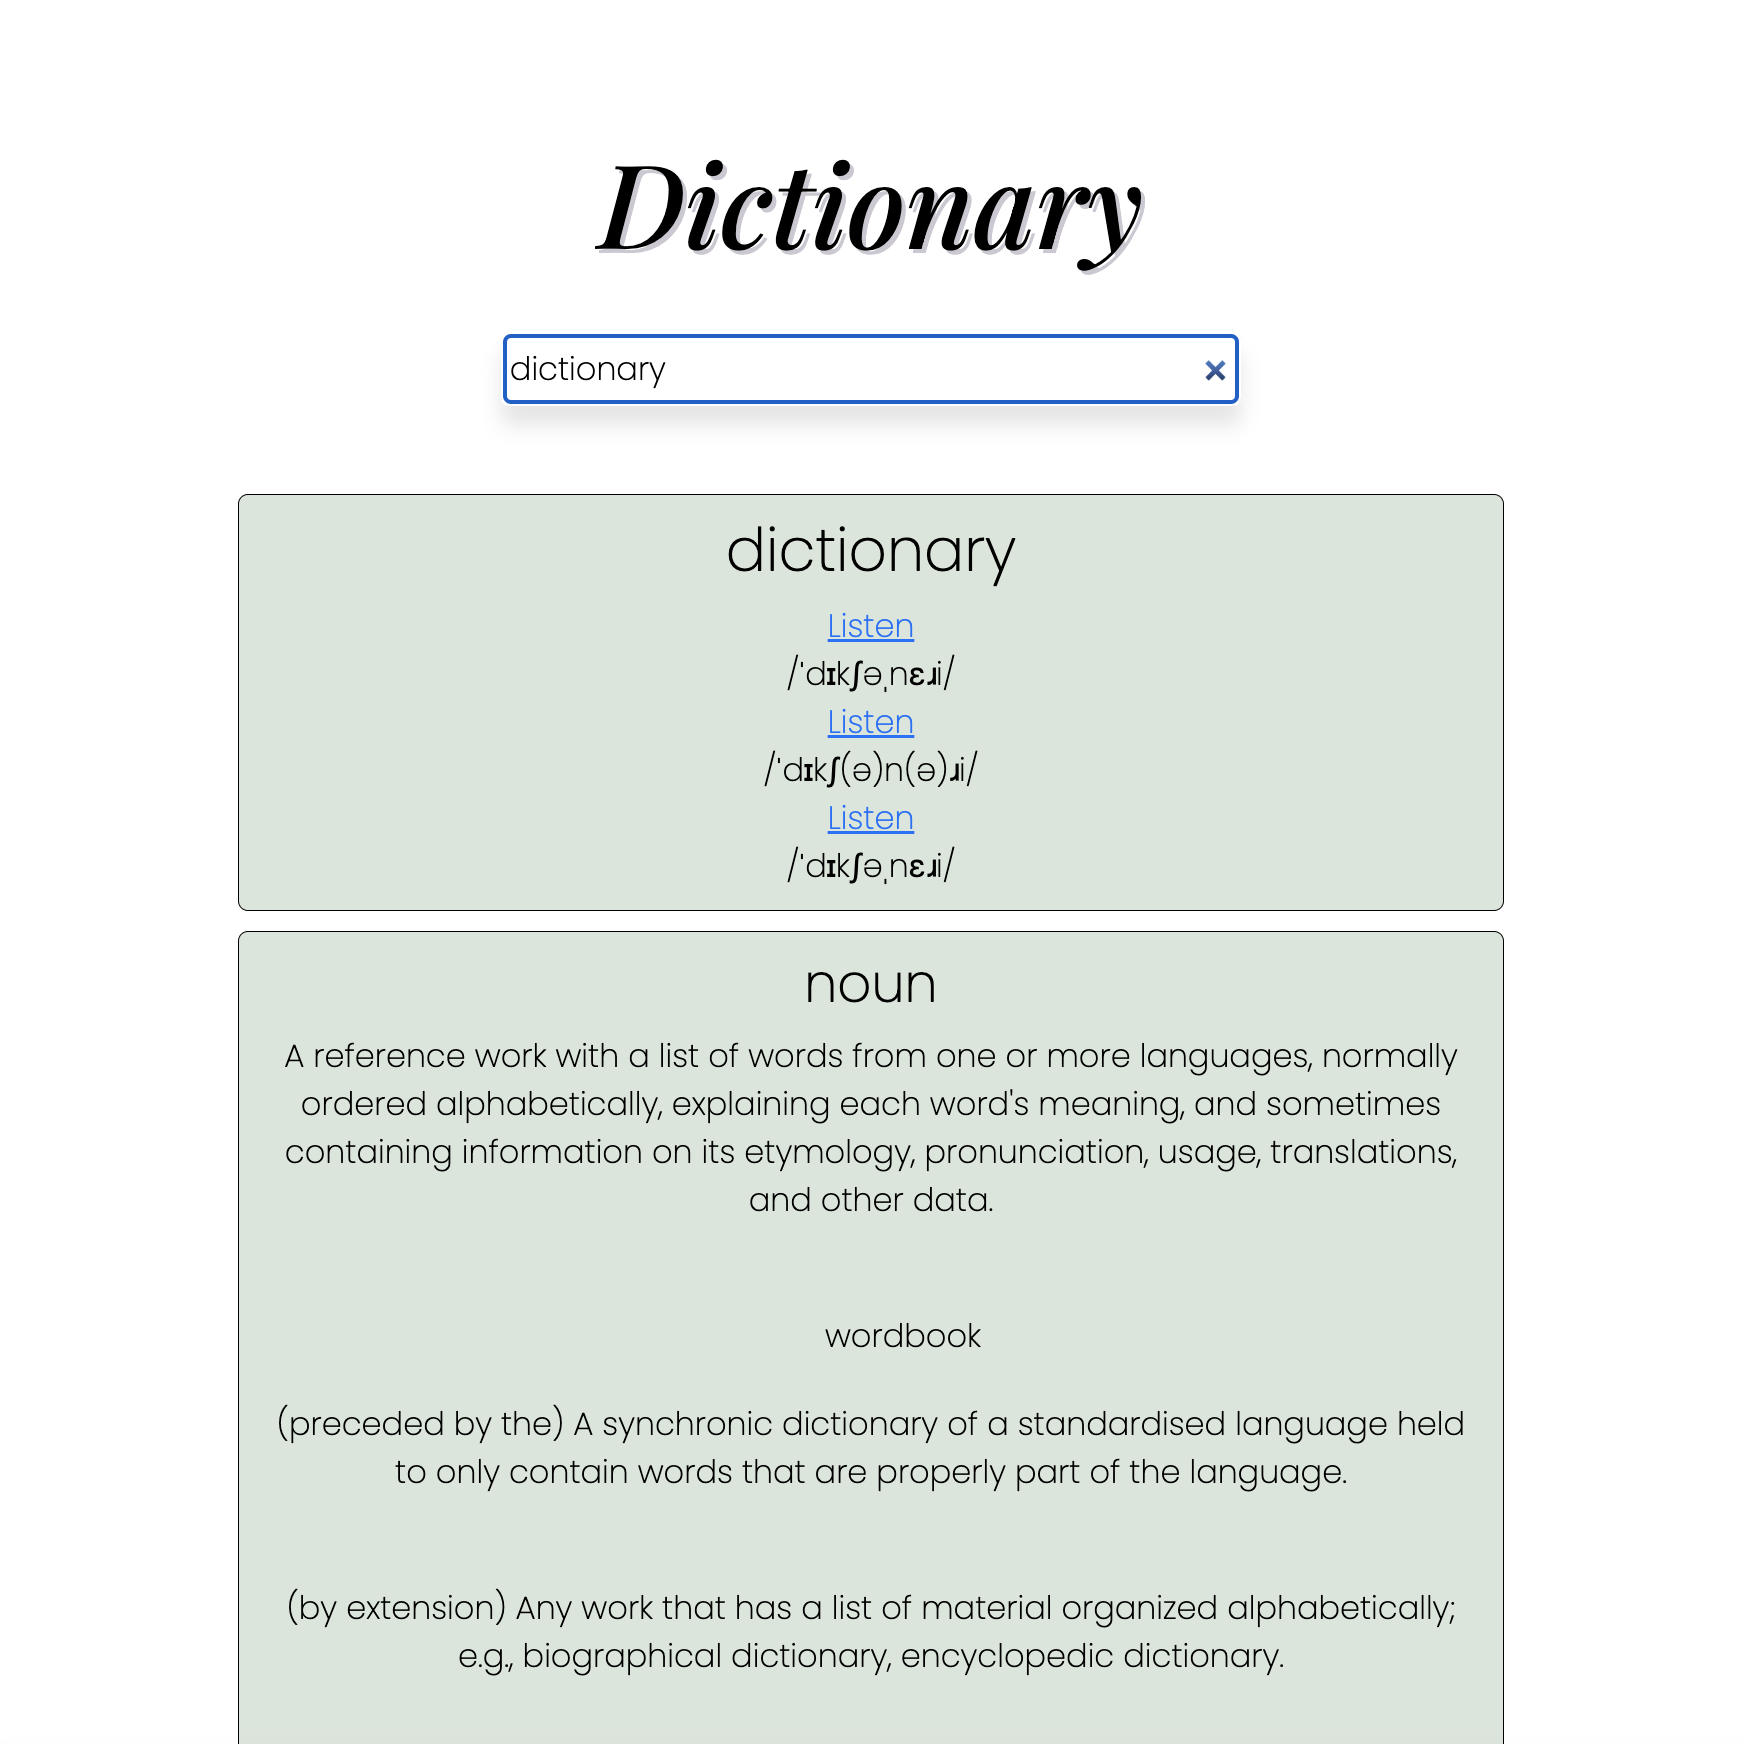 Dictionary
dictionary
dictionary
Listen
/ˈdɪkʃəˌnɛɹi/
Listen
/ˈdɪkʃ(ə)n(ə)ɹi/
Listen
/ˈdɪkʃəˌnɛɹi/
noun
A reference work with a list of words from one or more languages, normally
ordered alphabetically, explaining each word's meaning, and sometimes
containing information on its etymology, pronunciation, usage, translations,
and other data.
wordbook
(preceded by the) A synchronic dictionary of a standardised language held
to only contain words that are properly part of the language.
(by extension) Any work that has a list of material organized alphabetically;
e.g., biographical dictionary, encyclopedic dictionary.